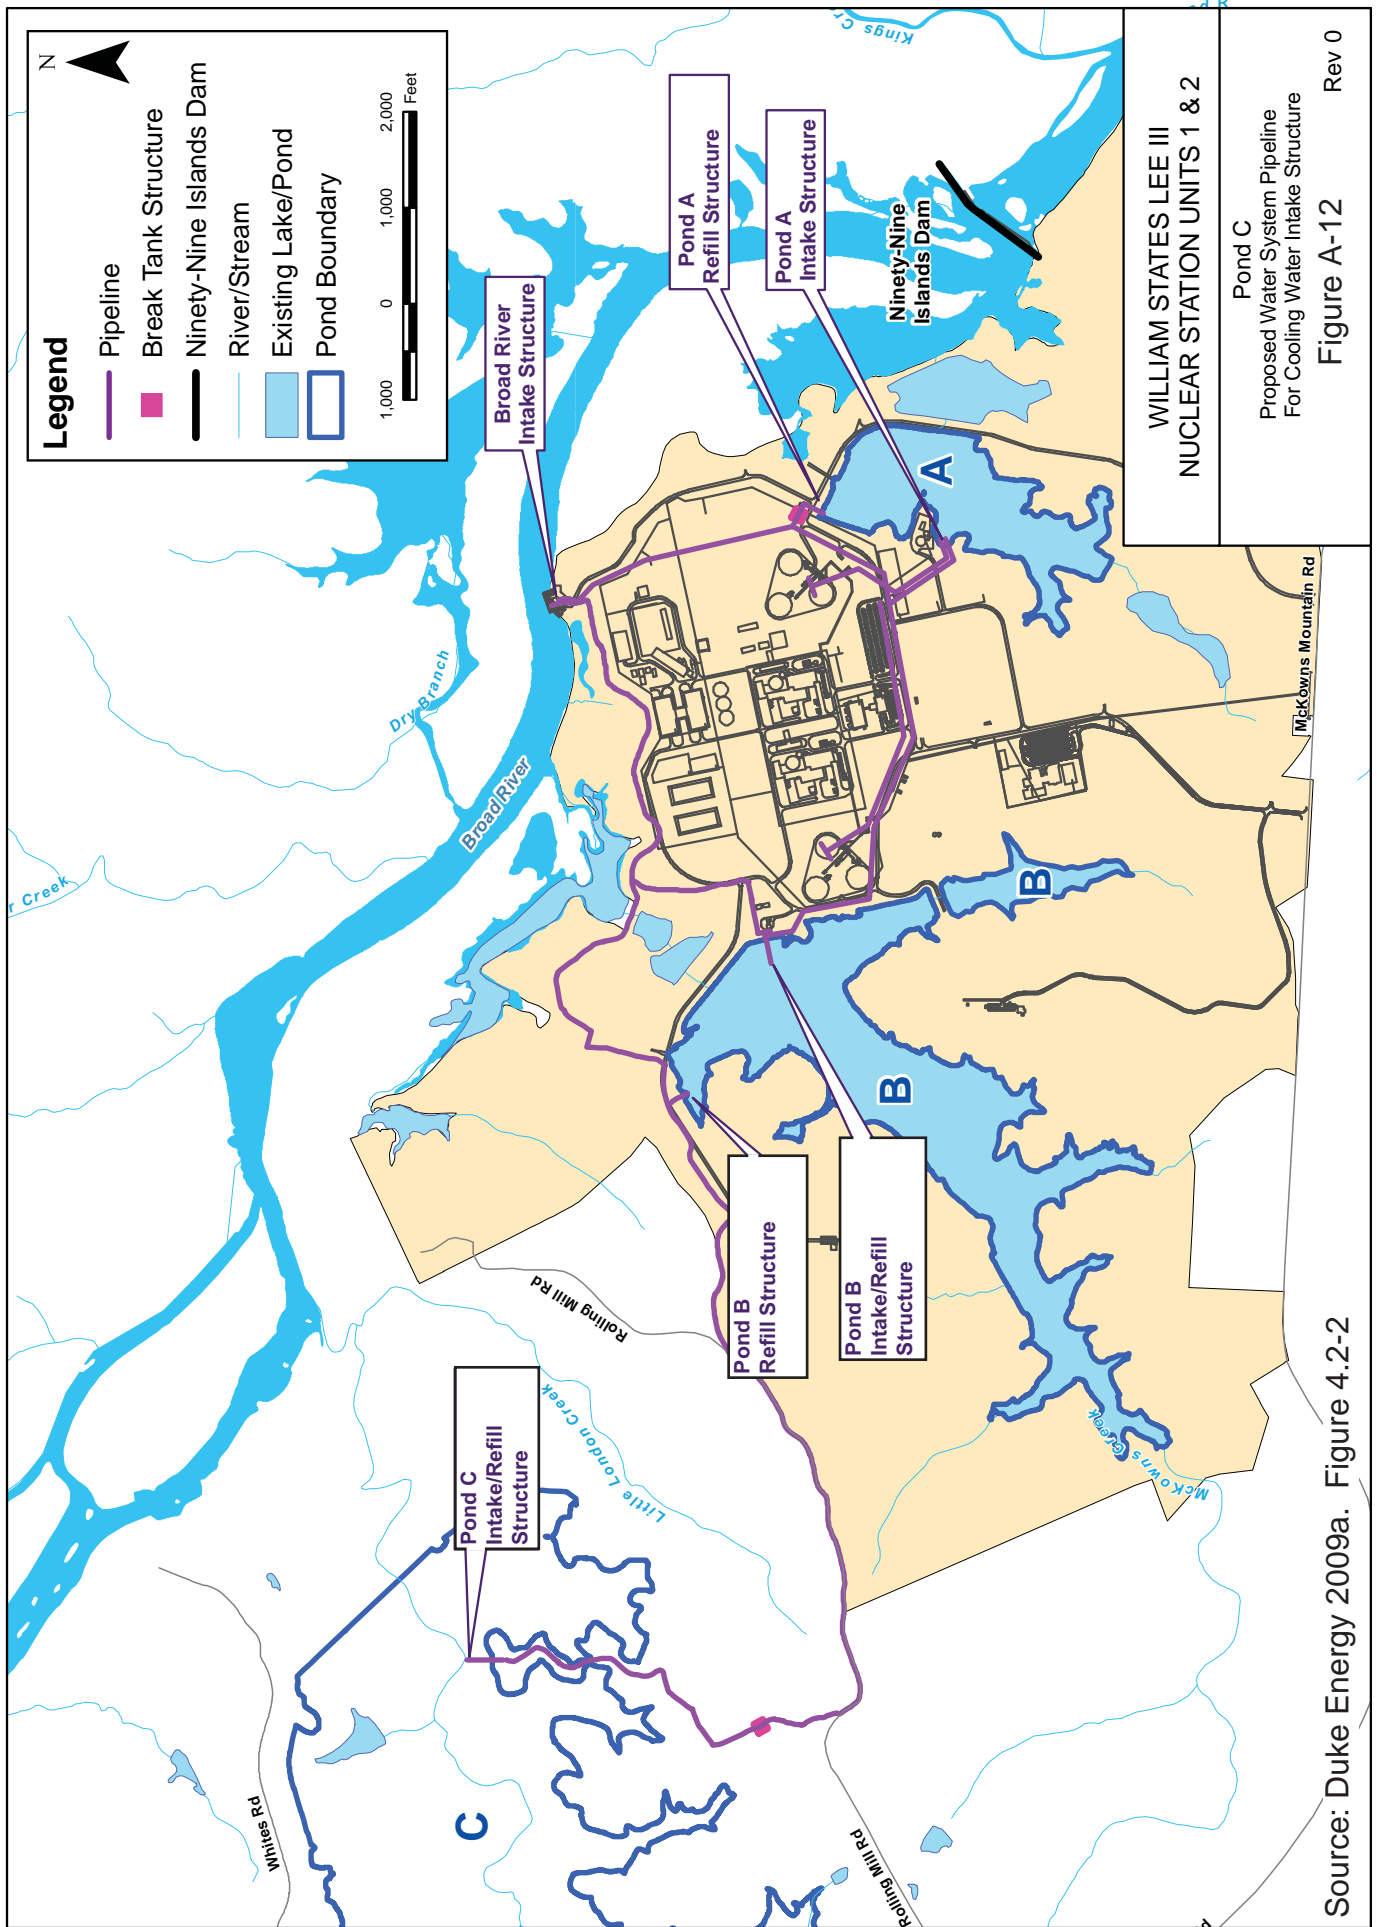 Legend
N
Pipeline
Break Tank Structure
Ninety-Nine Islands Dam
River/Stream
Existing Lake/Pond
Pond Boundary
1,000
0
1,000
2,000
Feet
Kings Cr
r Creek
Dry Branch
Broad River
Broad River
Intake Structure
Pond A
Refill Structure
Pond A
Intake Structure
Ninety-Nine
Islands Dam
A
B
B
C
Pond B
Refill Structure
Pond B
Intake/Refill
Structure
Pond C
Intake/Refill
Structure
Rolling Mill Rd
Little London Creek
McKowns Creek
Whites Rd
Rolling Mill Rd
McKowns Mountain Rd
WILLIAM STATES LEE III
NUCLEAR STATION UNITS 1 & 2
Pond C
Proposed Water System Pipeline
For Cooling Water Intake Structure
Figure A-12
Rev 0
Source: Duke Energy 2009a. Figure 4.2-2